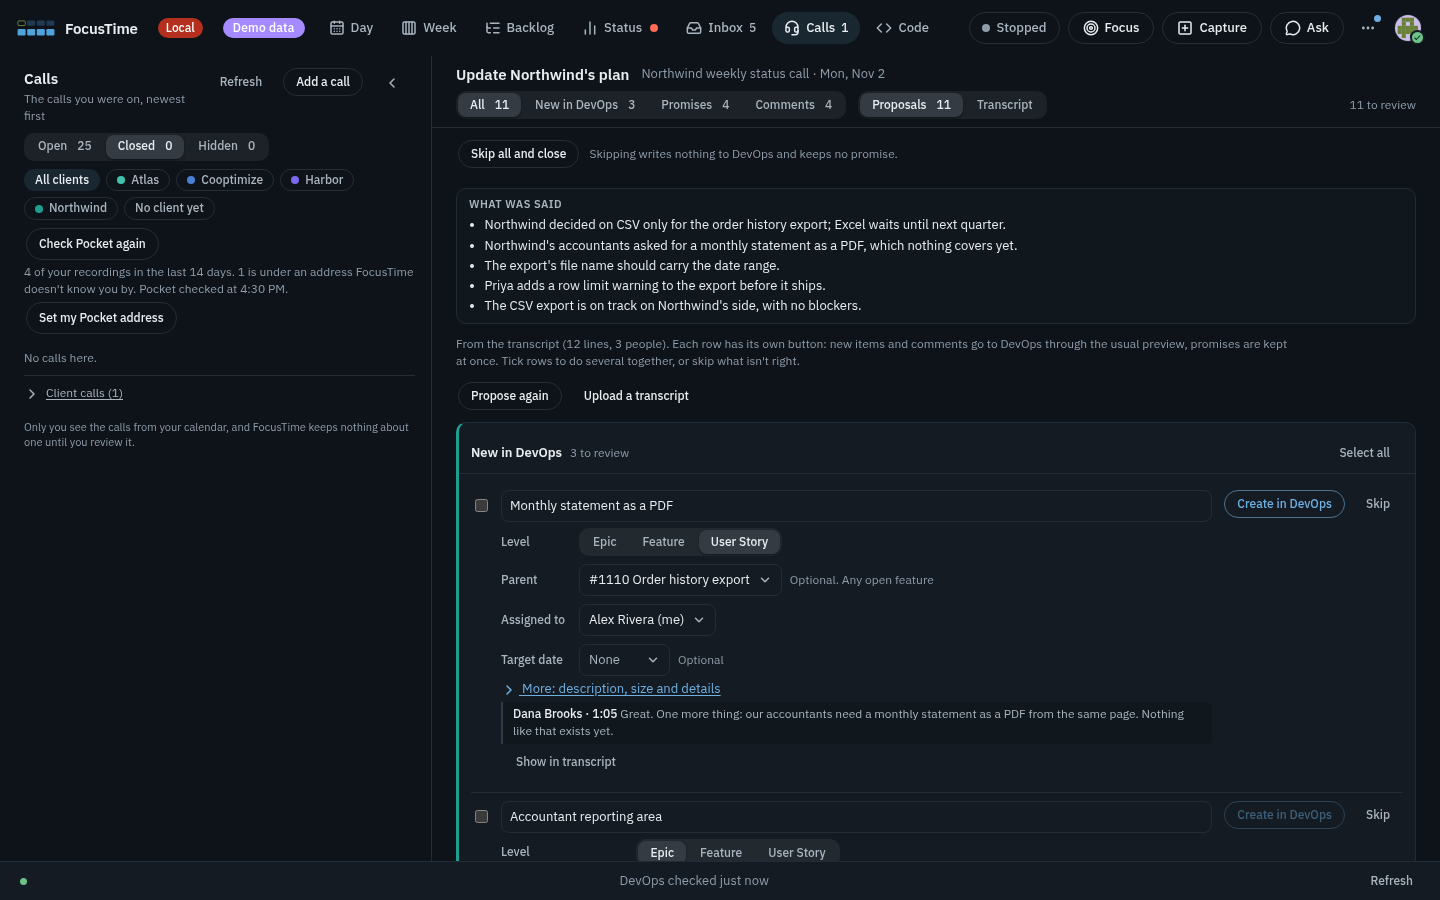 FocusTime
Local
Demo data
Day
Week
Backlog
Status
Inbox 5
Calls 1
Code
Stopped
Focus
Capture
Ask
Calls
Refresh
Add a call
The calls you were on, newest
first
Open 25
Closed 0
Hidden 0
All clients
Atlas
Cooptimize
Harbor
Northwind
No client yet
Check Pocket again
4 of your recordings in the last 14 days. 1 is under an address FocusTime
doesn't know you by. Pocket checked at 4:30 PM.
Set my Pocket address
No calls here.
Client calls (1)
Only you see the calls from your calendar, and FocusTime keeps nothing about
one until you review it.
Update Northwind's plan Northwind weekly status call · Mon, Nov 2
All 11
New in DevOps 3
Promises 4
Comments 4
Proposals 11
Transcript
11 to review
Skip all and close
Skipping writes nothing to DevOps and keeps no promise.
WHAT WAS SAID
• Northwind decided on CSV only for the order history export; Excel waits until next quarter.
• Northwind's accountants asked for a monthly statement as a PDF, which nothing covers yet.
• The export's file name should carry the date range.
• Priya adds a row limit warning to the export before it ships.
• The CSV export is on track on Northwind's side, with no blockers.
From the transcript (12 lines, 3 people). Each row has its own button: new items and comments go to DevOps through the usual preview, promises are kept
at once. Tick rows to do several together, or skip what isn't right.
Propose again
Upload a transcript
New in DevOps 3 to review
Select all
Monthly statement as a PDF
Create in DevOps
Skip
Level
Epic
Feature
User Story
Parent
#1110 Order history export
Optional. Any open feature
Assigned to
Alex Rivera (me)
Target date
None
Optional
More: description, size and details
Dana Brooks · 1:05 Great. One more thing: our accountants need a monthly statement as a PDF from the same page. Nothing
like that exists yet.
Show in transcript
Accountant reporting area
Create in DevOps
Skip
Level
Epic
Feature
User Story
DevOps checked just now
Refresh